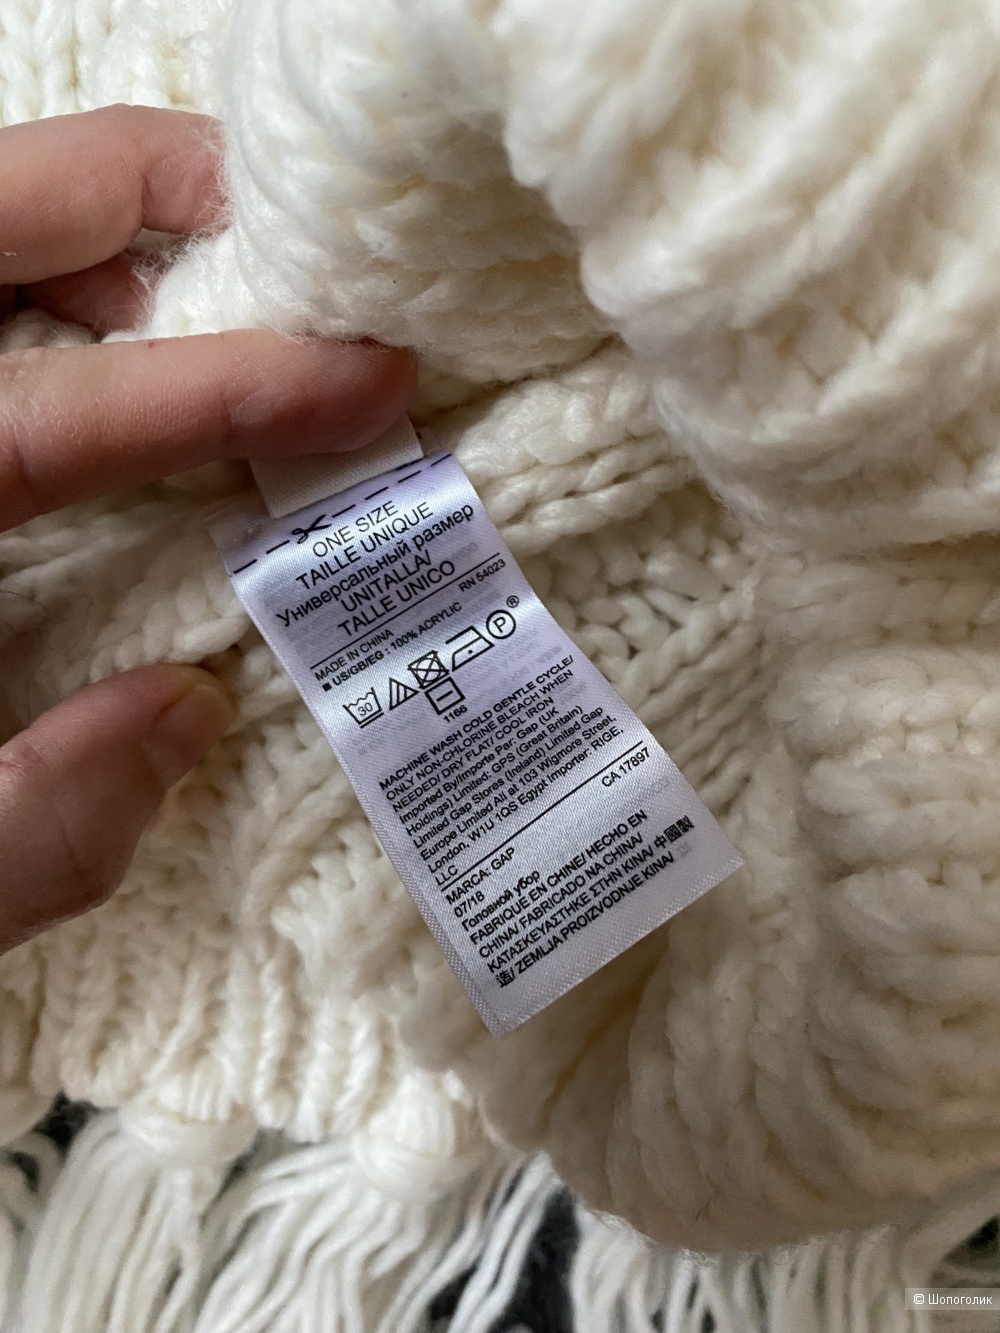 ONE SIZE
TAILLE UNIQUE
Универсальный размер
UNITALLA/
TALLE UNICO
RN 54023
MADE IN CHINA
■ US/GB/EG : 100% ACRYLIC
30
P
®
1166
MACHINE WASH COLD GENTLE CYCLE/
ONLY NON-CHLORINE BLEACH WHEN
NEEDED/ DRY FLAT/ COOL IRON
Imported By/Importe Par: Gap (UK
Holdings) Limited: GPS (Great Britain)
Limited Gap Stores (Ireland) Limited Gap
Europe Limited All at 103 Wigmore Street.
London, W1U 1QS Egypt importer: RIGE.
LLC
CA 17897
MARCA: GAP
07/18
Головной убор
FABRIQUÉ EN CHINE/ HECHO EN
CHINA/ FABRICADO NA CHINA/
ΚΑΤΑΣΚΕΥΑΣΤΗΚΕ ΣΤΗΝ ΚΙΝΑ/ 中國製
造/ ZEMLJA PROIZVODNJE KINA/
© Шопоголик